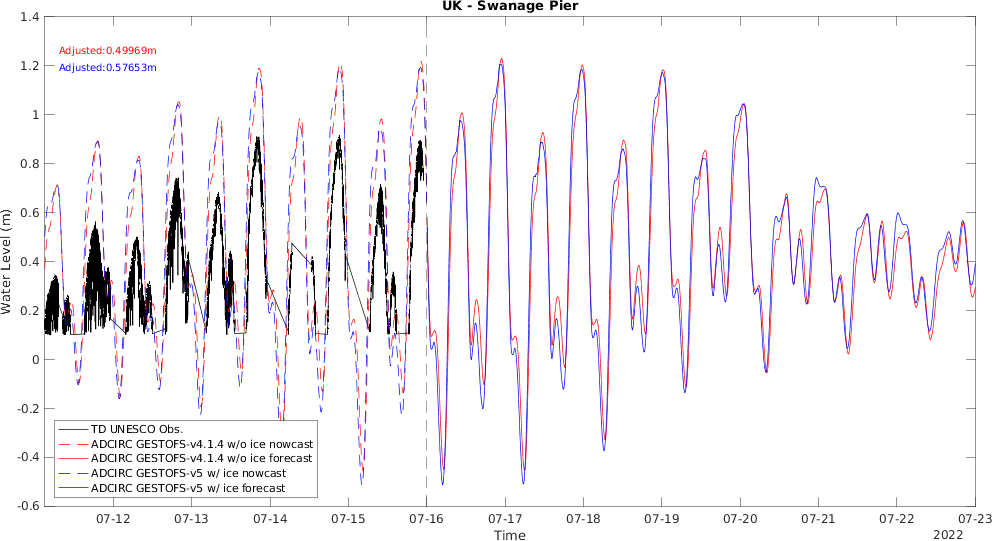 UK - Swanage Pier
1.4
1.2
1
0.8
0.6
0.4
0.2
0
-0.2
-0.4
-0.6
Water Level (m)
Adjusted:0.49969m
Adjusted:0.57653m
TD UNESCO Obs.
ADCIRC GESTOFS-v4.1.4 w/o ice nowcast
ADCIRC GESTOFS-v4.1.4 w/o ice forecast
ADCIRC GESTOFS-v5 w/ ice nowcast
ADCIRC GESTOFS-v5 w/ ice forecast
07-12 07-13 07-14 07-15 07-16 07-17 07-18 07-19 07-20 07-21 07-22 07-23
Time
2022